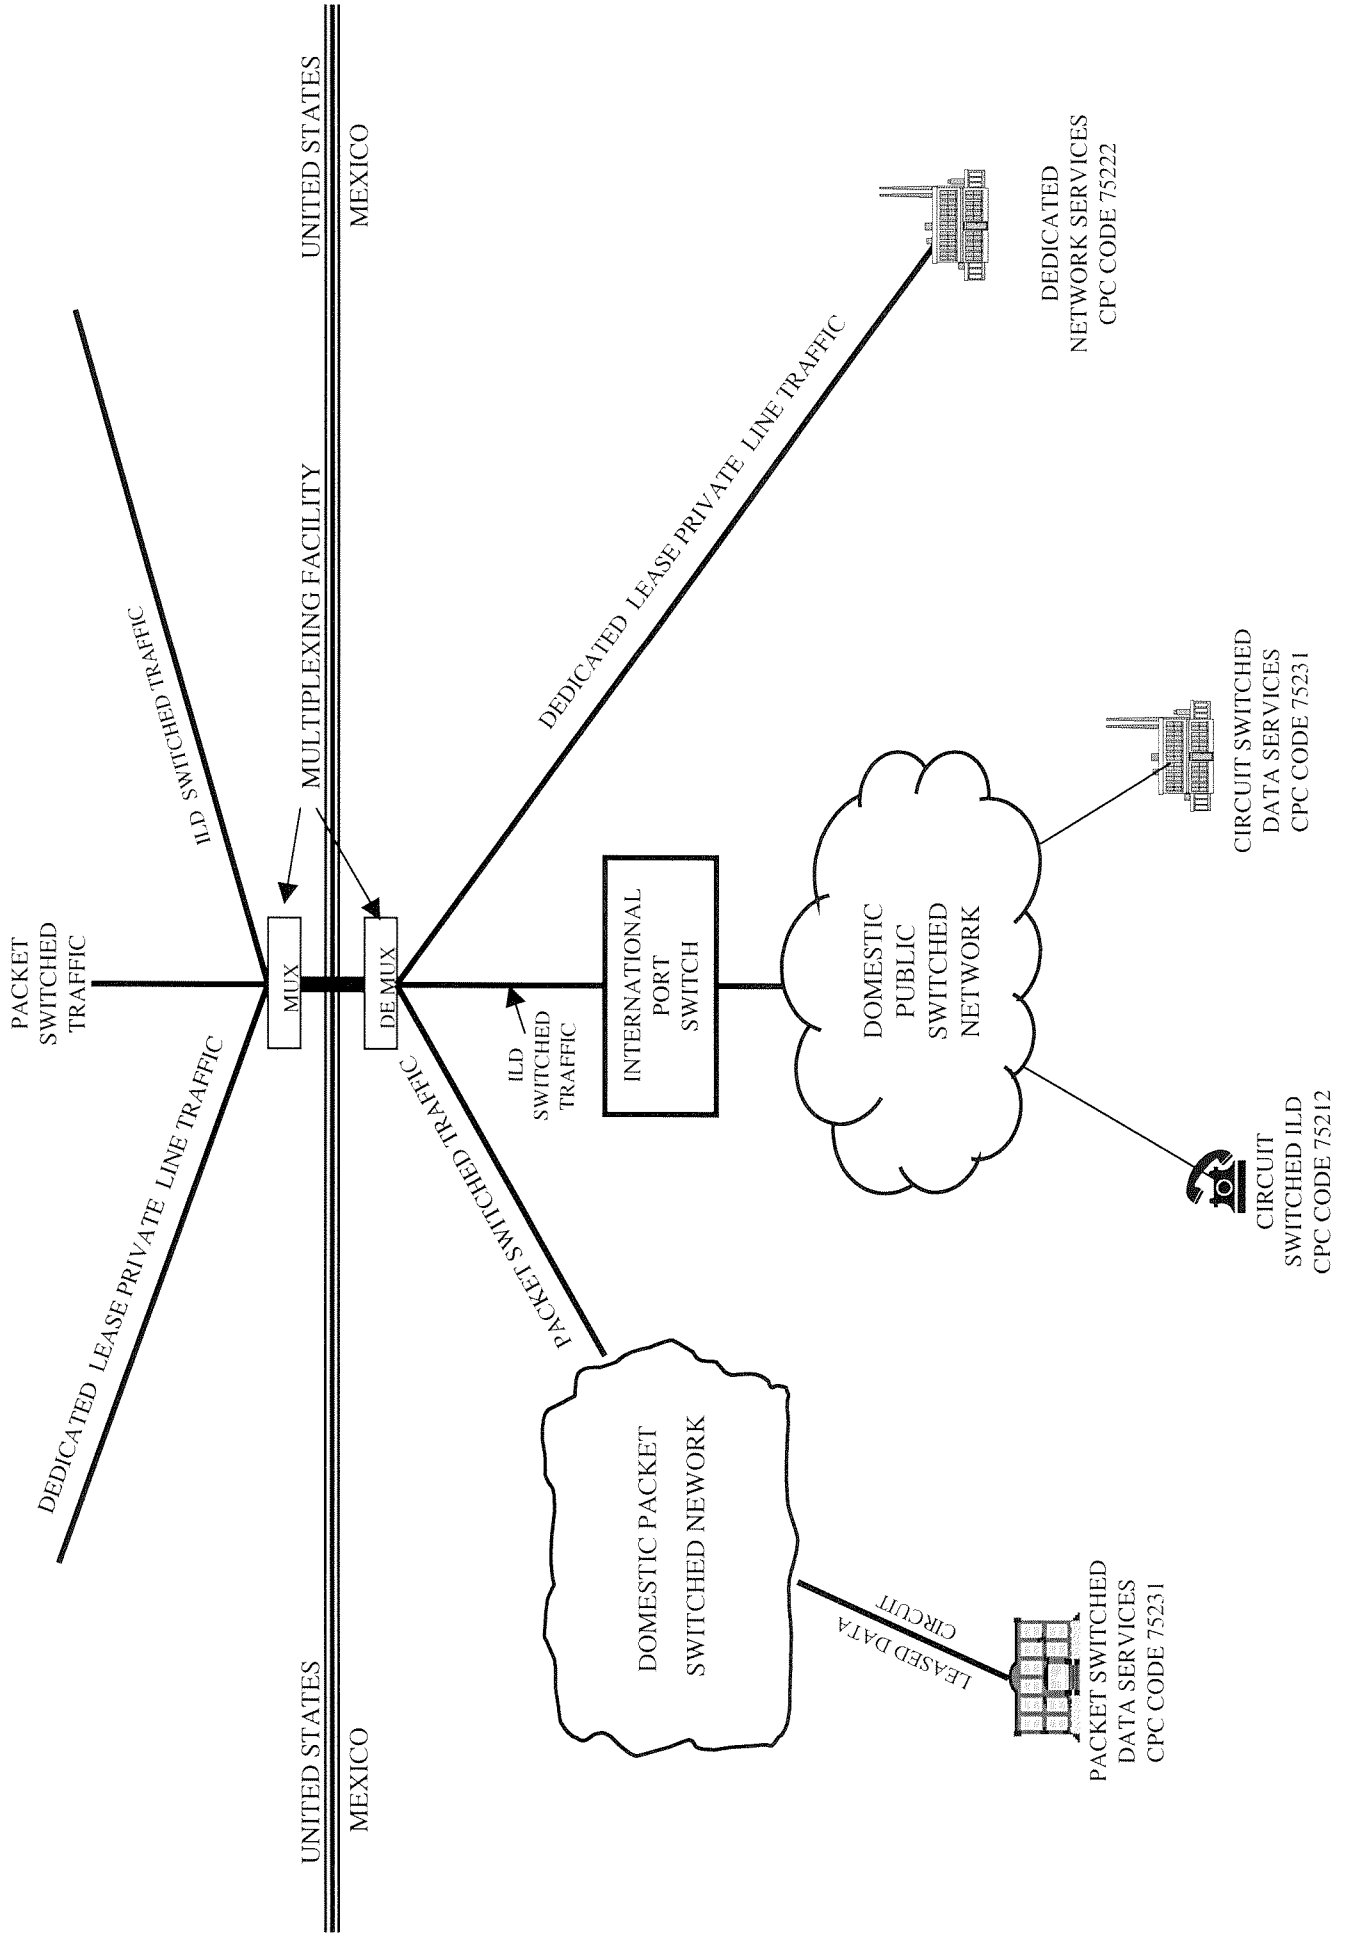 PACKET
SWITCHED
TRAFFIC
DEDICATED LEASE PRIVATE LINE TRAFFIC
ILD SWITCHED TRAFFIC
UNITED STATES
MEXICO
MUX
MULTIPLEXING FACILITY
UNITED STATES
MEXICO
DE MUX
PACKET SWITCHED TRAFFIC
ILD
SWITCHED
TRAFFIC
DEDICATED LEASE PRIVATE LINE TRAFFIC
INTERNATIONAL
PORT
SWITCH
DOMESTIC PACKET
SWITCHED NEWORK
DOMESTIC
PUBLIC
SWITCHED
NETWORK
LEASED DATA
CIRCUIT
PACKET SWITCHED
DATA SERVICES
CPC CODE 75231
CIRCUIT
SWITCHED ILD
CPC CODE 75212
CIRCUIT SWITCHED
DATA SERVICES
CPC CODE 75231
DEDICATED
NETWORK SERVICES
CPC CODE 75222